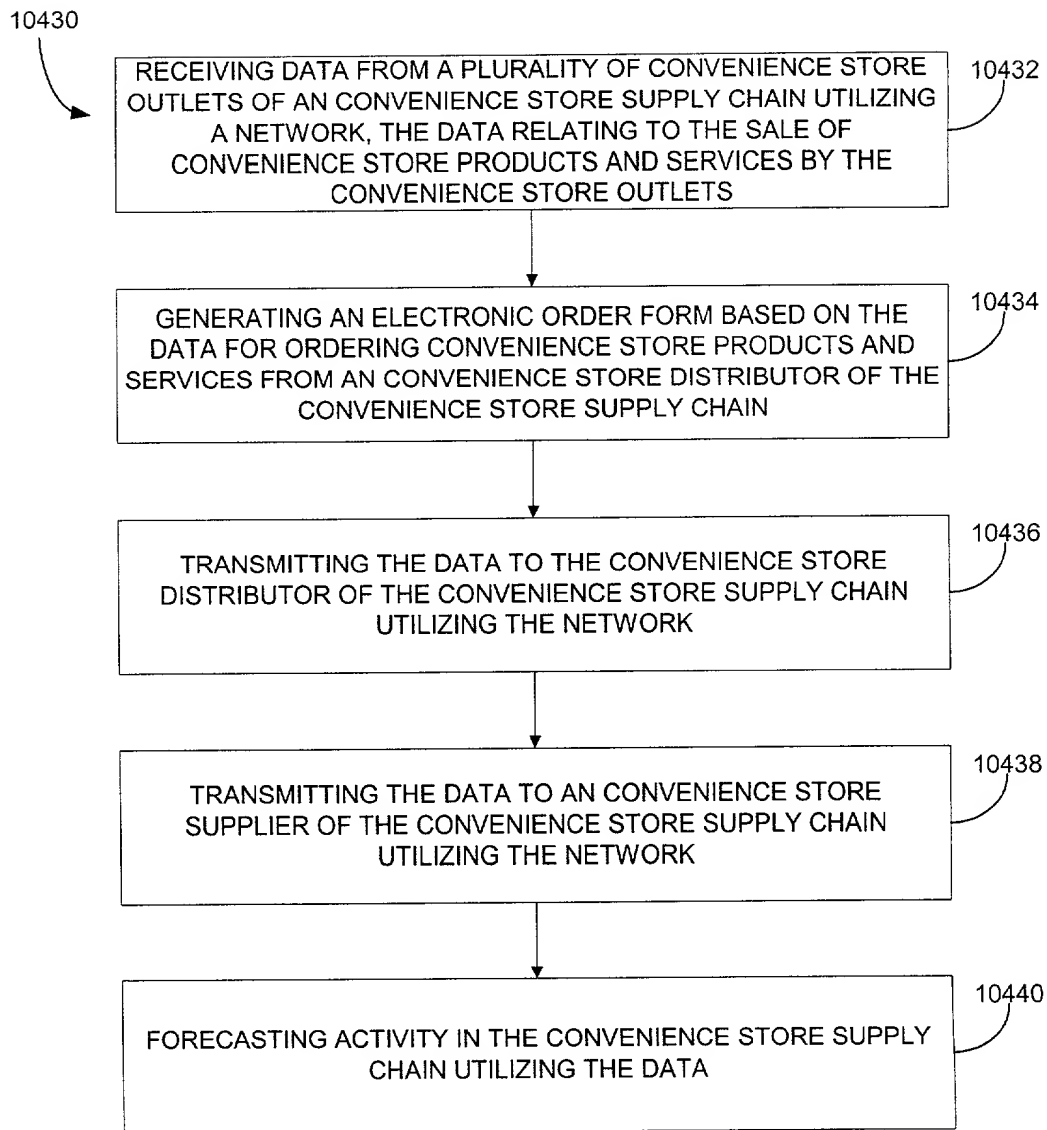 10430
RECEIVING DATA FROM A PLURALITY OF CONVENIENCE STORE
OUTLETS OF AN CONVENIENCE STORE SUPPLY CHAIN UTILIZING
A NETWORK, THE DATA RELATING TO THE SALE OF
CONVENIENCE STORE PRODUCTS AND SERVICES BY THE
CONVENIENCE STORE OUTLETS
10432
GENERATING AN ELECTRONIC ORDER FORM BASED ON THE
DATA FOR ORDERING CONVENIENCE STORE PRODUCTS AND
SERVICES FROM AN CONVENIENCE STORE DISTRIBUTOR OF THE
CONVENIENCE STORE SUPPLY CHAIN
10434
TRANSMITTING THE DATA TO THE CONVENIENCE STORE
DISTRIBUTOR OF THE CONVENIENCE STORE SUPPLY CHAIN
UTILIZING THE NETWORK
10436
TRANSMITTING THE DATA TO AN CONVENIENCE STORE
SUPPLIER OF THE CONVENIENCE STORE SUPPLY CHAIN
UTILIZING THE NETWORK
10438
FORECASTING ACTIVITY IN THE CONVENIENCE STORE SUPPLY
CHAIN UTILIZING THE DATA
10440